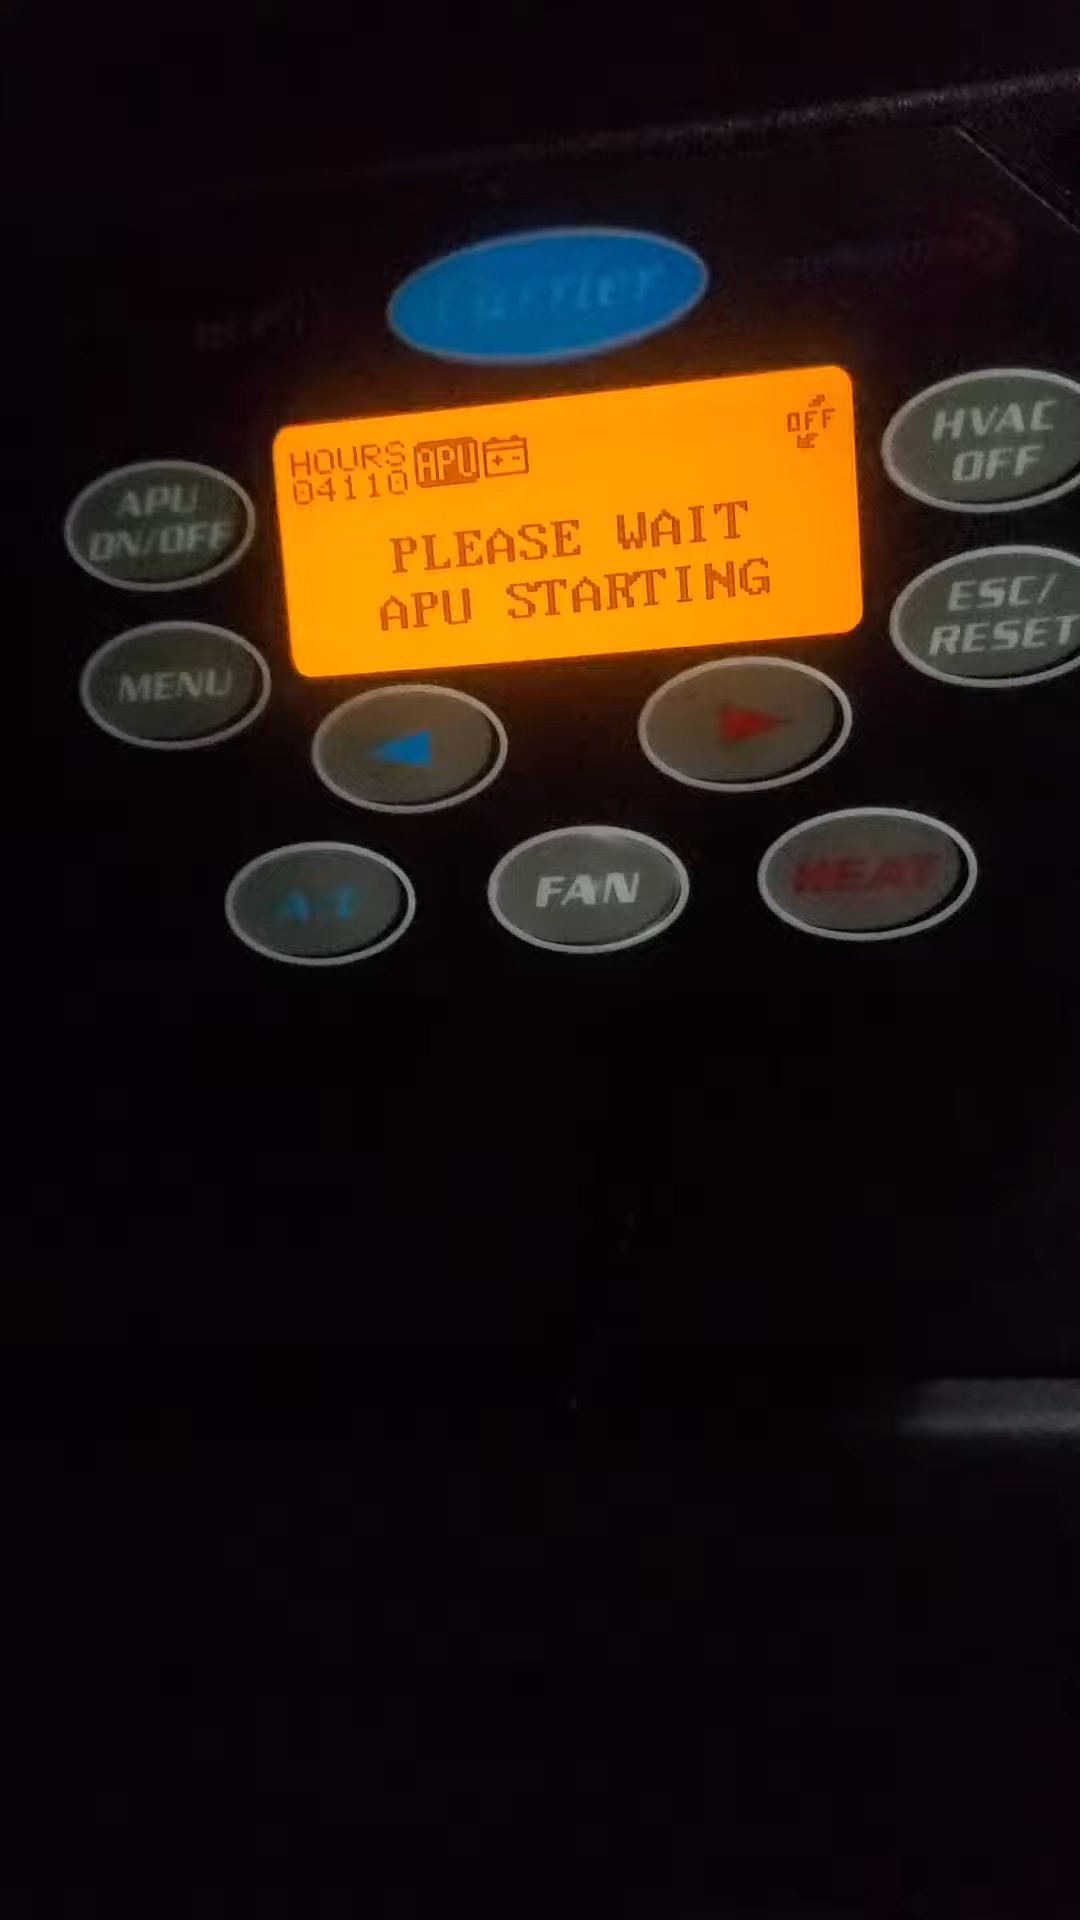 Carrier
HOURS
04110
APU
OFF
PLEASE WAIT
APU STARTING
APU
ON/OFF
MENU
HVAC
OFF
ESC/
RESET
A/C
FAN
HEAT